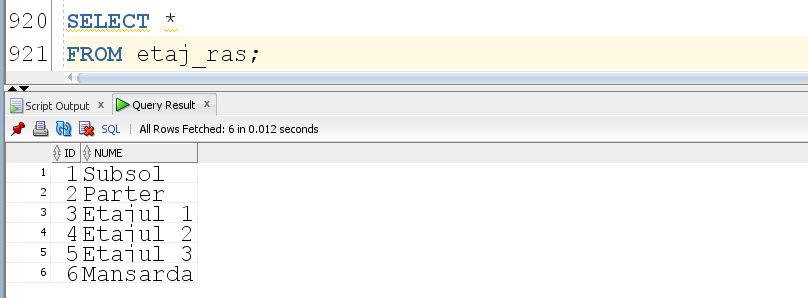 920 SELECT *
921 FROM etaj_ras;
Script Output x Query Result x
SQL | All Rows Fetched: 6 in 0.012 seconds
ID NUME
1 1 Subsol
2 2 Parter
3 3 Etajul 1
4 4 Etajul 2
5 5 Etajul 3
6 6 Mansarda